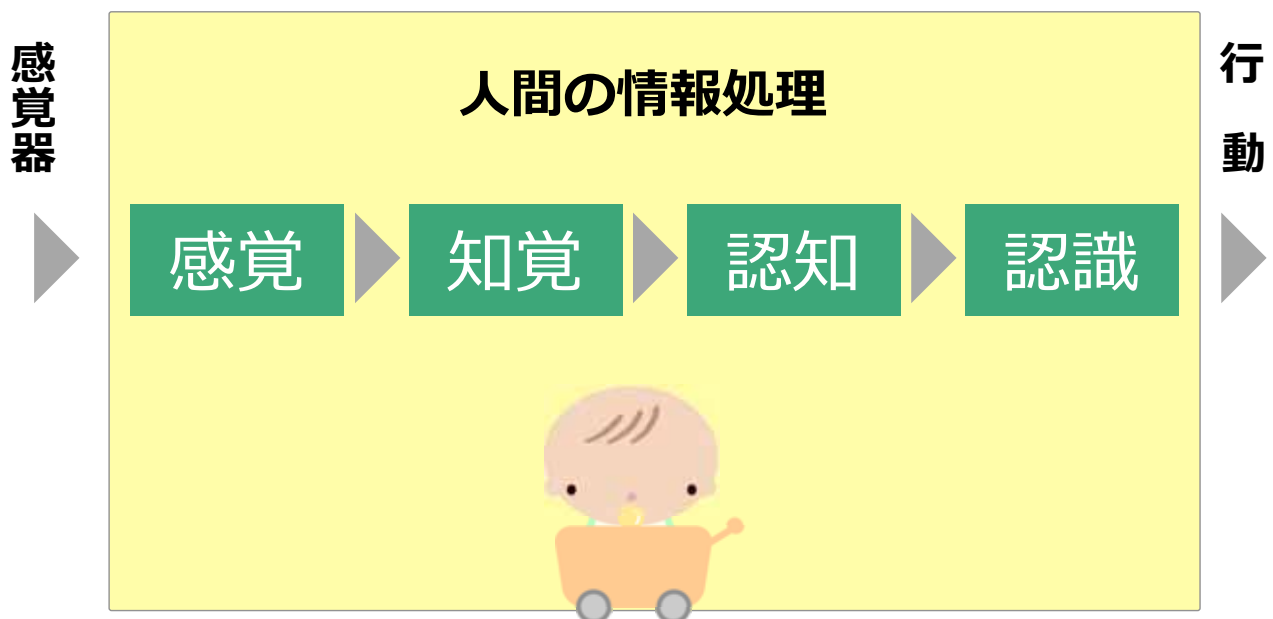 感覚器
人間の情報処理
感覚
知覚
認知
認識
行動